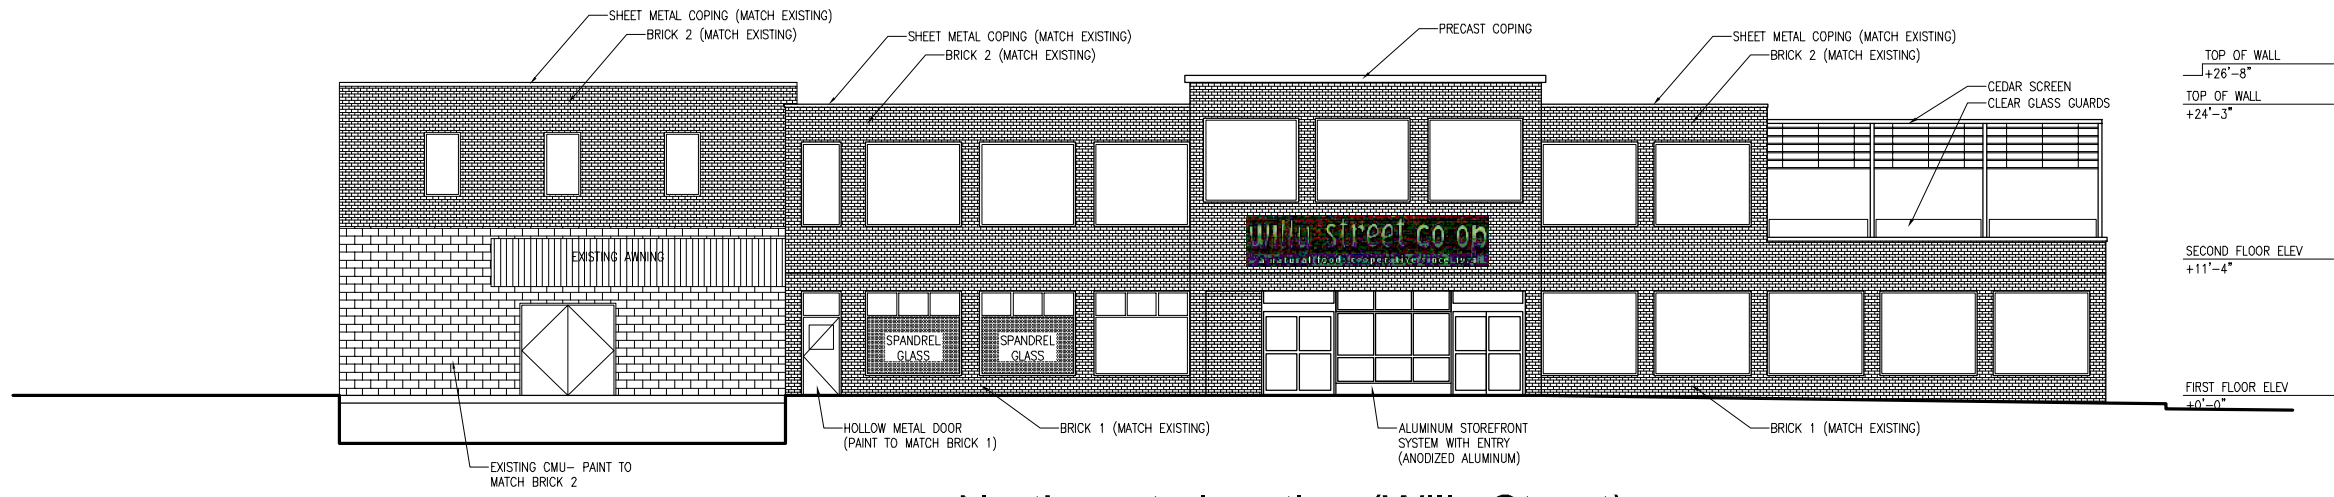 SHEET METAL COPING (MATCH EXISTING)
BRICK 2 (MATCH EXISTING)
SHEET METAL COPING (MATCH EXISTING)
BRICK 2 (MATCH EXISTING)
PRECAST COPING
SHEET METAL COPING (MATCH EXISTING)
BRICK 2 (MATCH EXISTING)
CEDAR SCREEN
CLEAR GLASS GUARDS
TOP OF WALL
+26'-8"
TOP OF WALL
+24'-3"
willy street co op
a natural foods cooperative since
EXISTING AWNING
SECOND FLOOR ELEV
+11'-4"
SPANDREL
GLASS
SPANDREL
GLASS
FIRST FLOOR ELEV
+0'-0"
HOLLOW METAL DOOR
(PAINT TO MATCH BRICK 1)
BRICK 1 (MATCH EXISTING)
ALUMINUM STOREFRONT
SYSTEM WITH ENTRY
(ANODIZED ALUMINUM)
BRICK 1 (MATCH EXISTING)
EXISTING CMU- PAINT TO
MATCH BRICK 2